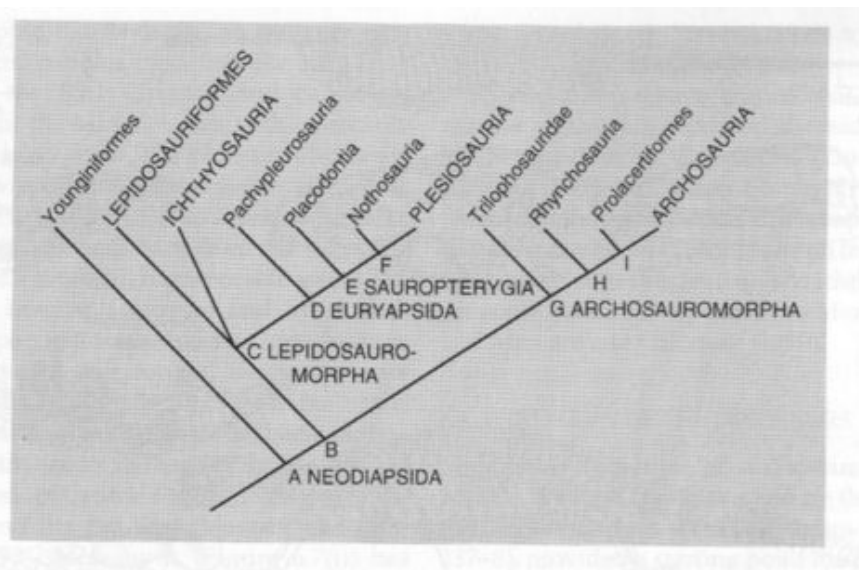 Younginiformes
LEPIDOSAURIFORMES
ICHTHYOSAURIA
Pachypleurosauria
Placodontia
Nothosauria
PLESIOSAURIA
Trilophosauridae
Rhynchosauria
Prolacertiformes
ARCHOSAURIA
F
I
E SAUROPTERYGIA
H
D EURYAPSIDA
G ARCHOSAUROMORPHA
C LEPIDOSAURO-
MORPHA
B
A NEODIAPSIDA